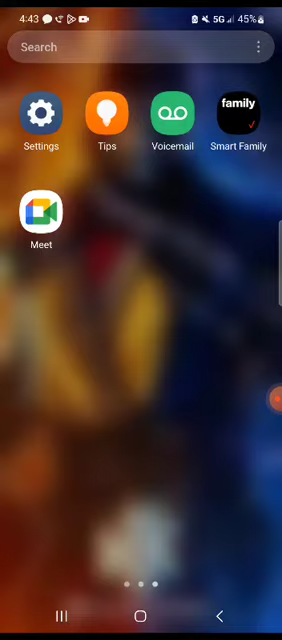 4:43 5G 45%
Search
Settings Tips Voicemail Smart Family
family
Meet